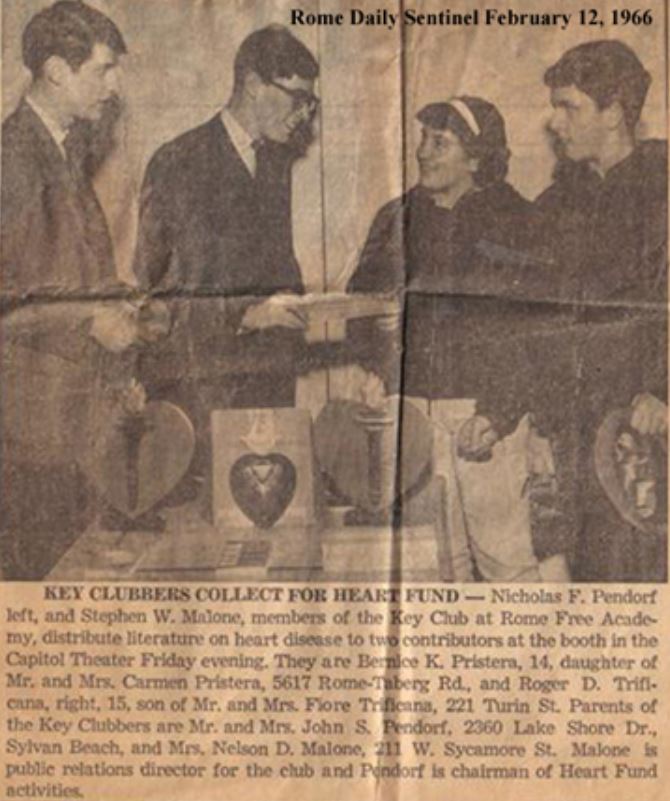 Rome Daily Sentinel February 12, 1966
KEY CLUBBERS COLLECT FOR HEART FUND — Nicholas F. Pendorf
left, and Stephen W. Malone, members of the Key Club at Rome Free Acade-
my, distribute literature on heart disease to two contributors at the booth in the
Capitol Theater Friday evening. They are Bernice K. Pristera, 14, daughter of
Mr. and Mrs. Carmen Pristera, 5617 Rome-Taberg Rd., and Roger D. Trifi-
cana, right, 15, son of Mr. and Mrs. Fiore Trificana, 221 Turin St. Parents of
the Key Clubbers are Mr. and Mrs. John S. Pendorf, 2360 Lake Shore Dr.,
Sylvan Beach, and Mrs. Nelson D. Malone, 211 W. Sycamore St. Malone is
public relations director for the club and Pendorf is chairman of Heart Fund
activities.